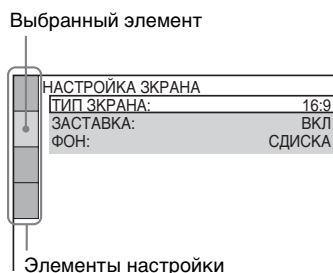 Выбранный элемент
НАСТРОЙКА ЗКРАНА
ТИП ЗКРАНА: 16:9
ЗАСТАВКА: ВКЛ
ФОН: СДИСКА
Элементы настройки